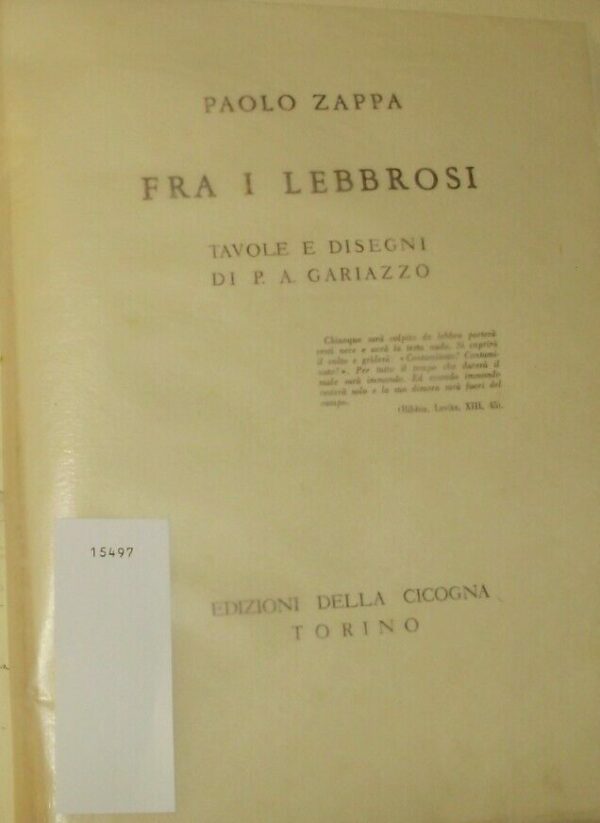 PAOLO ZAPPA
FRA I LEBBROSI
TAVOLE E DISEGNI
DI P. A. GARIAZZO
Chiunque sarà colpito da lebbra porterà
vesti nere e avrà la testa nuda. Si coprirà
il volto e griderà: «Contaminato! Contami-
nato!». Per tutto il tempo che durerà il
male sarà immondo. Ed essendo immondo
resterà solo e la sua dimora sarà fuori del
campo.
(Bibbia, Levit., XIII, 45).
15497
EDIZIONI DELLA CICOGNA
TORINO